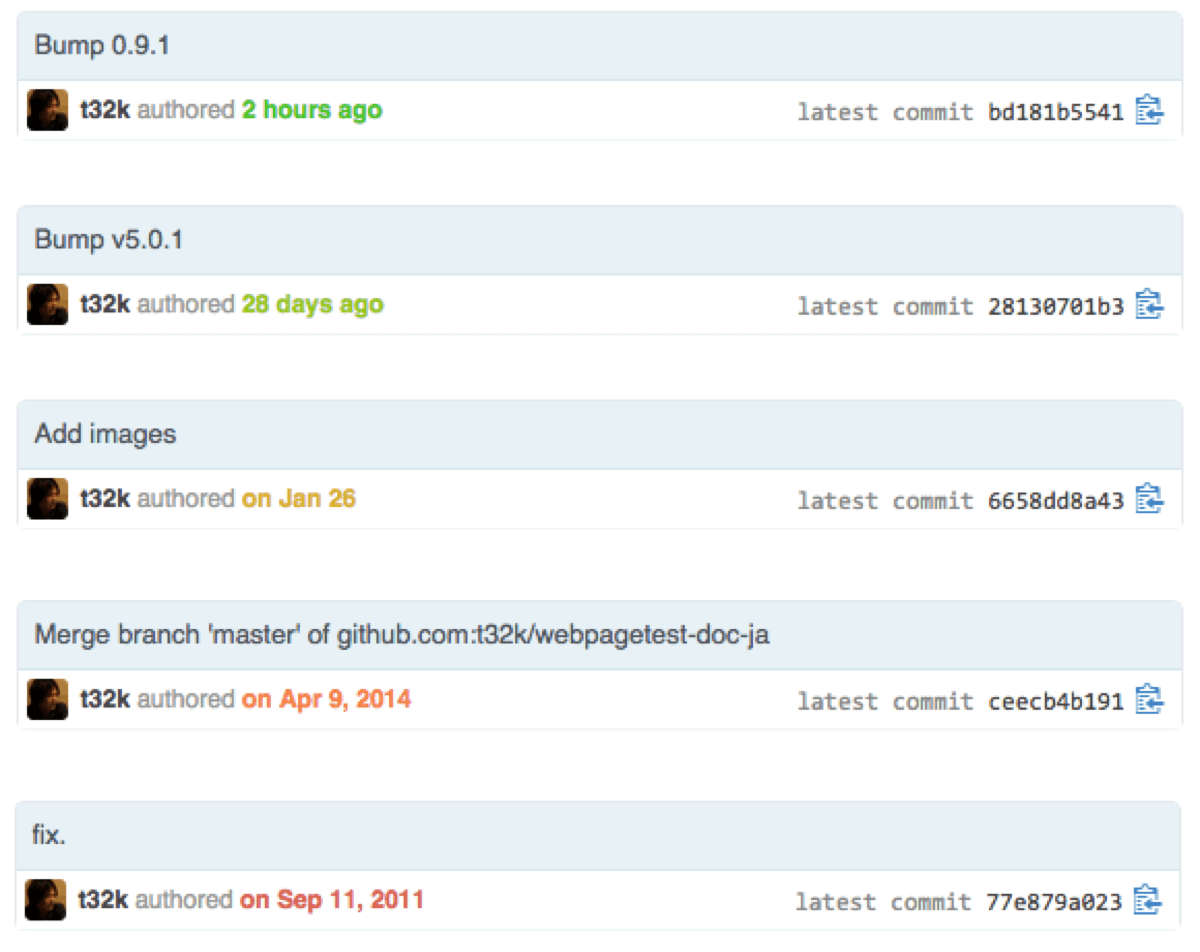 Bump 0.9.1
t32k authored 2 hours ago latest commit bd181b5541
Bump v5.0.1
t32k authored 28 days ago latest commit 28130701b3
Add images
t32k authored on Jan 26 latest commit 6658dd8a43
Merge branch 'master' of github.com:t32k/webpagetest-doc-ja
t32k authored on Apr 9, 2014 latest commit ceecb4b191
fix.
t32k authored on Sep 11, 2011 latest commit 77e879a023